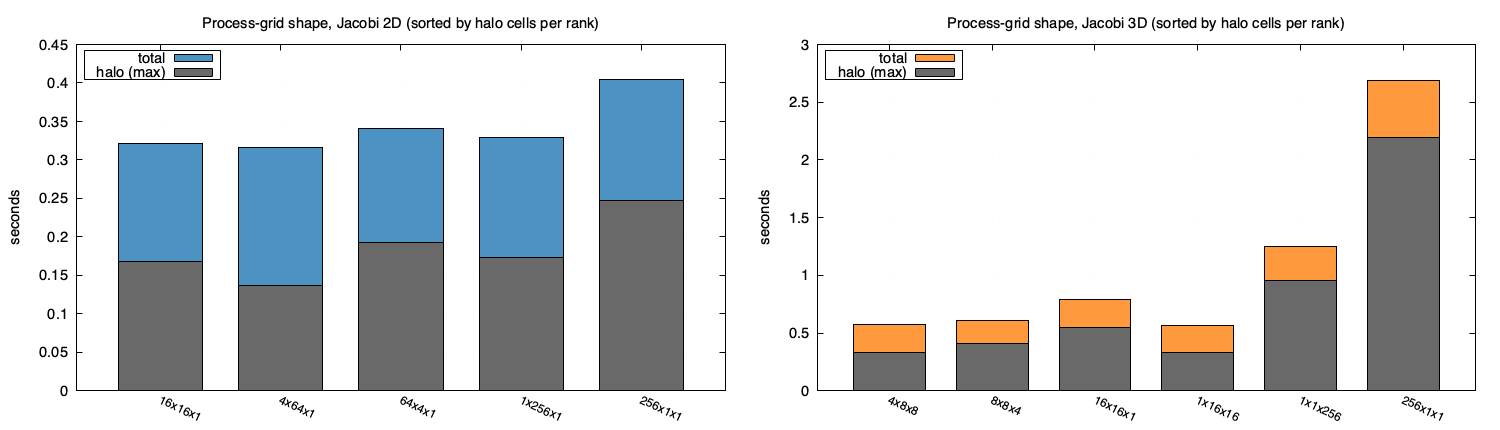 Process-grid shape, Jacobi 2D (sorted by halo cells per rank)
total
halo (max)
seconds
0.45
0.4
0.35
0.3
0.25
0.2
0.15
0.1
0.05
0
16x16x1
4x64x1
64x4x1
1x256x1
256x1x1
Process-grid shape, Jacobi 3D (sorted by halo cells per rank)
total
halo (max)
seconds
3
2.5
2
1.5
1
0.5
0
4x8x8
8x8x4
16x16x1
1x16x16
1x1x256
256x1x1